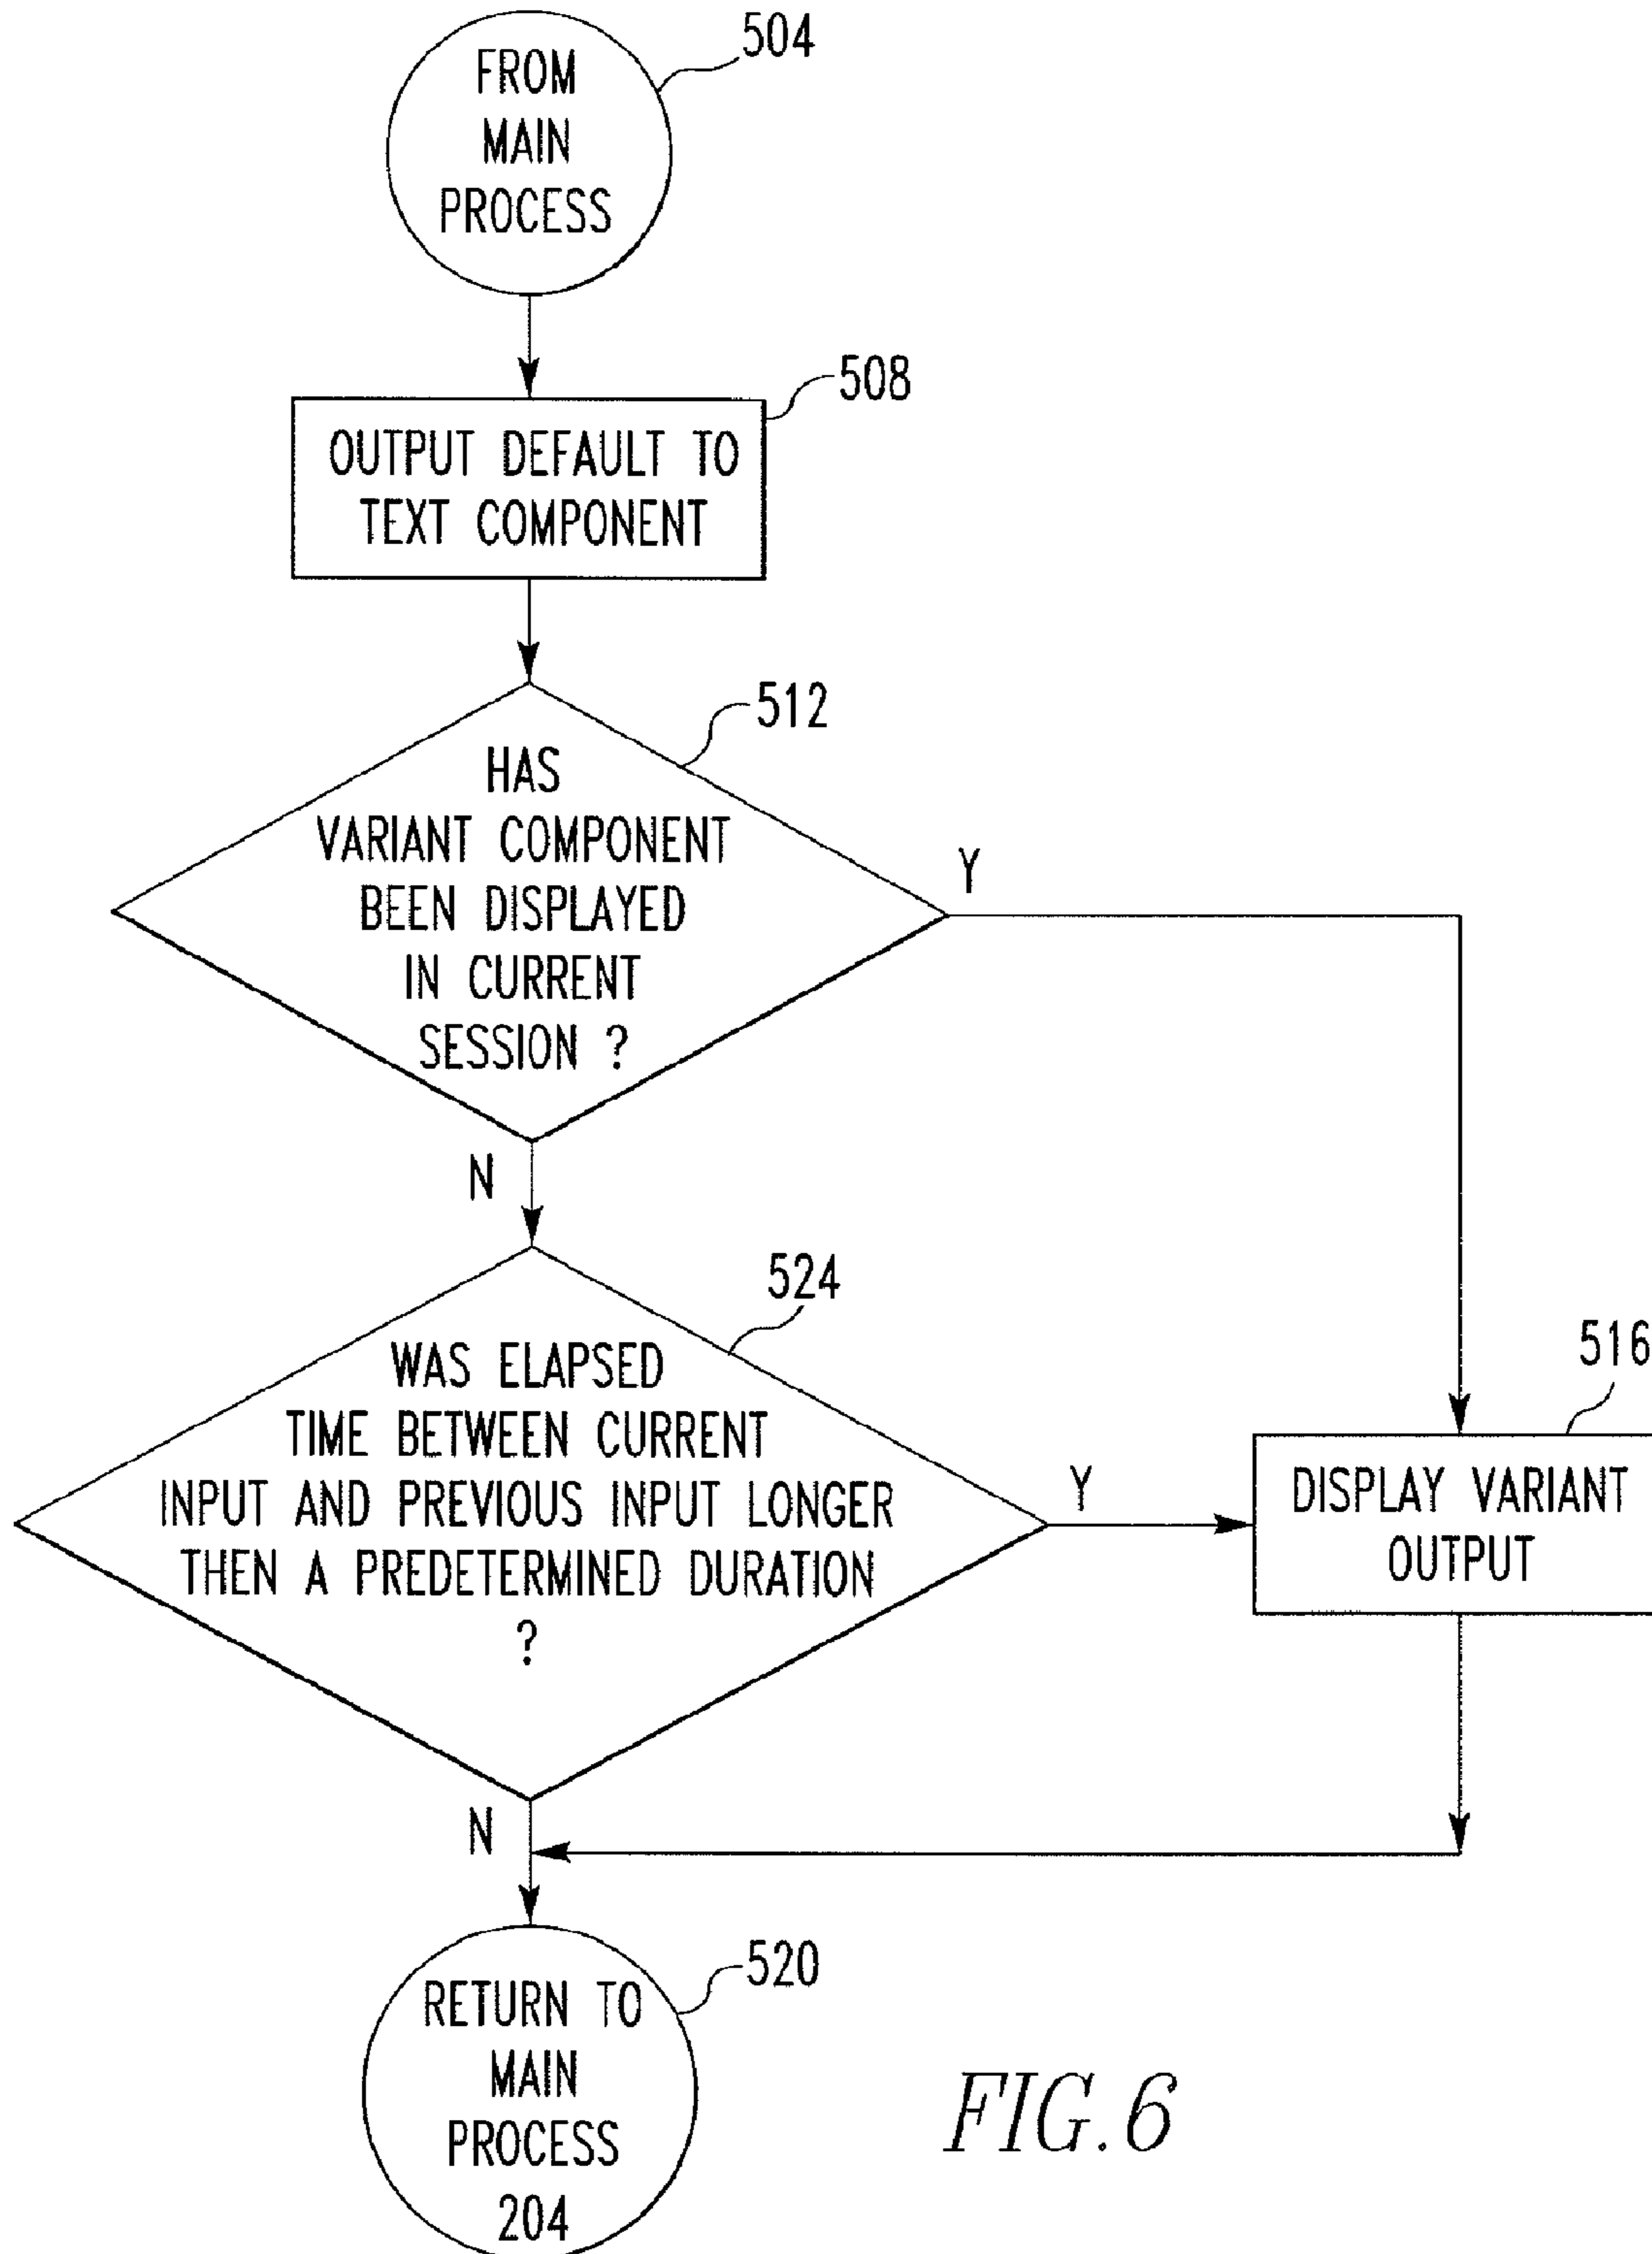 504
FROM
MAIN
PROCESS
508
OUTPUT DEFAULT TO
TEXT COMPONENT
512
HAS
VARIANT COMPONENT
BEEN DISPLAYED
IN CURRENT
SESSION ?
Y
N
524
WAS ELAPSED
TIME BETWEEN CURRENT
INPUT AND PREVIOUS INPUT LONGER
THEN A PREDETERMINED DURATION
?
Y
516
DISPLAY VARIANT
OUTPUT
N
520
RETURN TO
MAIN
PROCESS
204
FIG.6